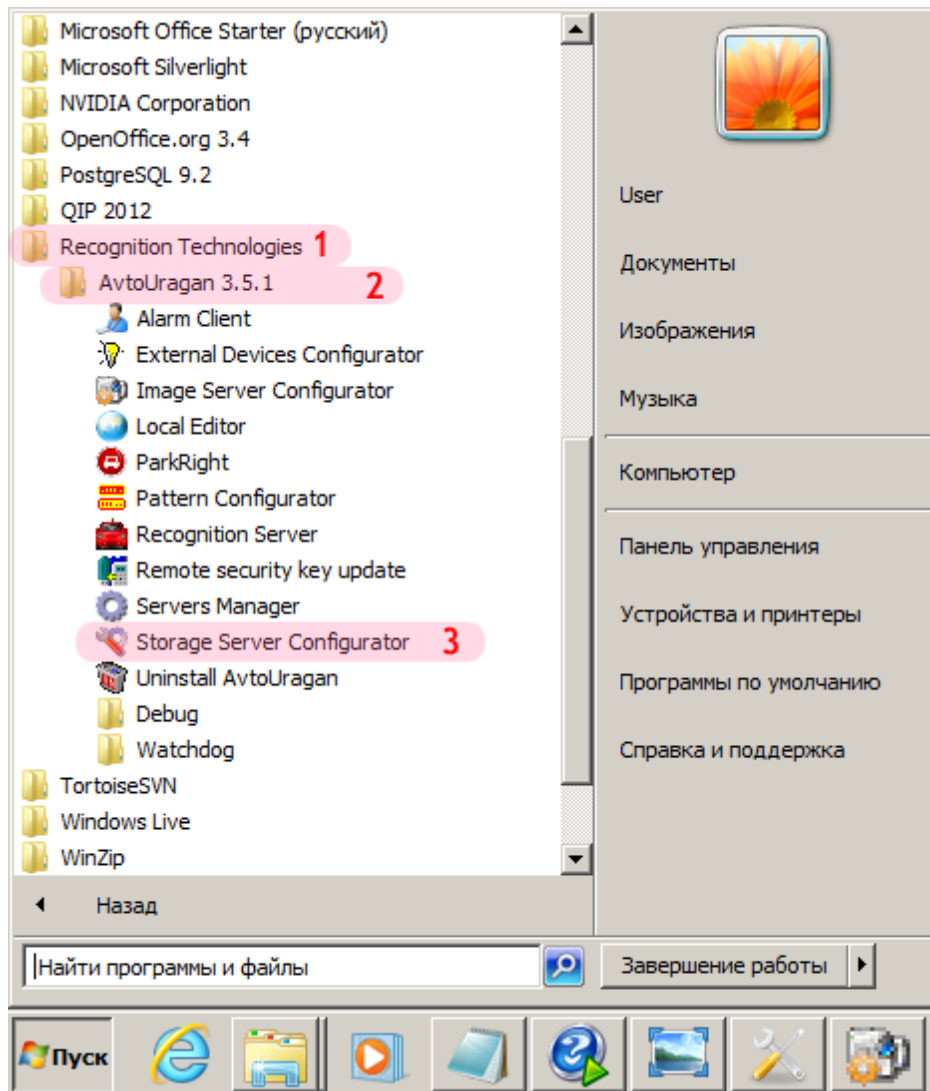 Microsoft Office Starter (русский)
Microsoft Silverlight
NVIDIA Corporation
OpenOffice.org 3.4
PostgreSQL 9.2
QIP 2012
Recognition Technologies 1
AvtoUragan 3.5.1 2
Alarm Client
External Devices Configurator
Image Server Configurator
Local Editor
ParkRight
Pattern Configurator
Recognition Server
Remote security key update
Servers Manager
Storage Server Configurator 3
Uninstall AvtoUragan
Debug
Watchdog
TortoiseSVN
Windows Live
WinZip
Назад
Найти программы и файлы
User
Документы
Изображения
Музыка
Компьютер
Панель управления
Устройства и принтеры
Программы по умолчанию
Справка и поддержка
Завершение работы
Пуск